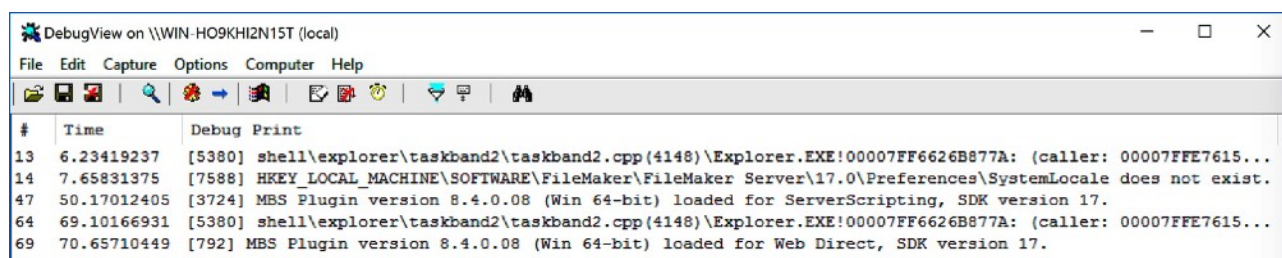 DebugView on \\WIN-HO9KHI2N15T (local)
File Edit Capture Options Computer Help
# Time Debug Print
13 6.23419237 [5380] shell\explorer\taskband2\taskband2.cpp(4148)\Explorer.EXE!00007FF6626B877A: (caller: 00007FFE7615...
14 7.65831375 [7588] HKEY_LOCAL_MACHINE\SOFTWARE\FileMaker\FileMaker Server\17.0\Preferences\SystemLocale does not exist.
47 50.17012405 [3724] MBS Plugin version 8.4.0.08 (Win 64-bit) loaded for ServerScripting, SDK version 17.
64 69.10166931 [5380] shell\explorer\taskband2\taskband2.cpp(4148)\Explorer.EXE!00007FF6626B877A: (caller: 00007FFE7615...
69 70.65710449 [792] MBS Plugin version 8.4.0.08 (Win 64-bit) loaded for Web Direct, SDK version 17.